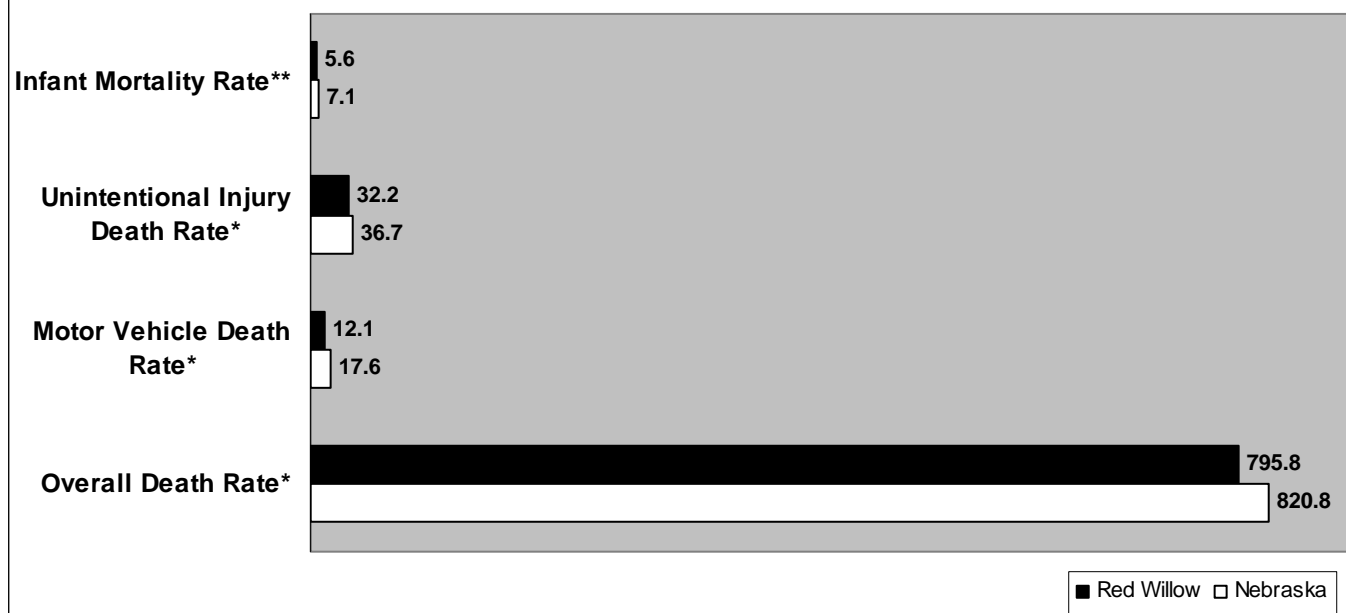 Infant Mortality Rate**
5.6
7.1
Unintentional Injury
Death Rate*
32.2
36.7
Motor Vehicle Death
Rate*
12.1
17.6
Overall Death Rate*
795.8
820.8
Red Willow Nebraska